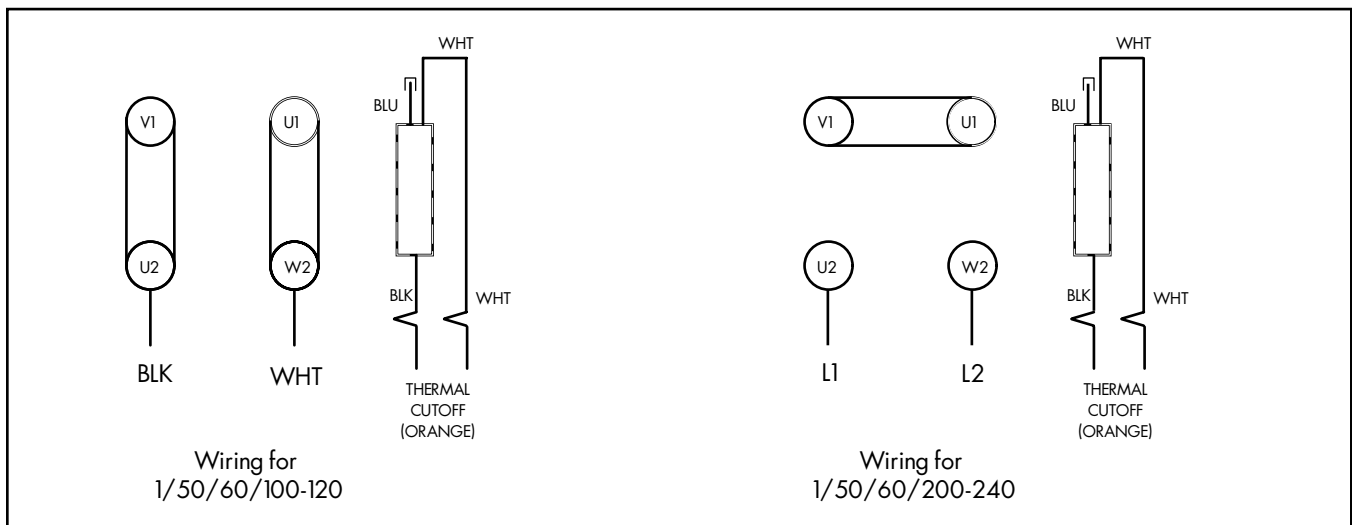 WHT
BLU
V1
U1
U2
W2
BLK
WHT
BLK
WHT
THERMAL
CUTOFF
(ORANGE)
Wiring for
1/50/60/100-120
WHT
BLU
V1
U1
U2
W2
BLK
WHT
L1
L2
THERMAL
CUTOFF
(ORANGE)
Wiring for
1/50/60/200-240